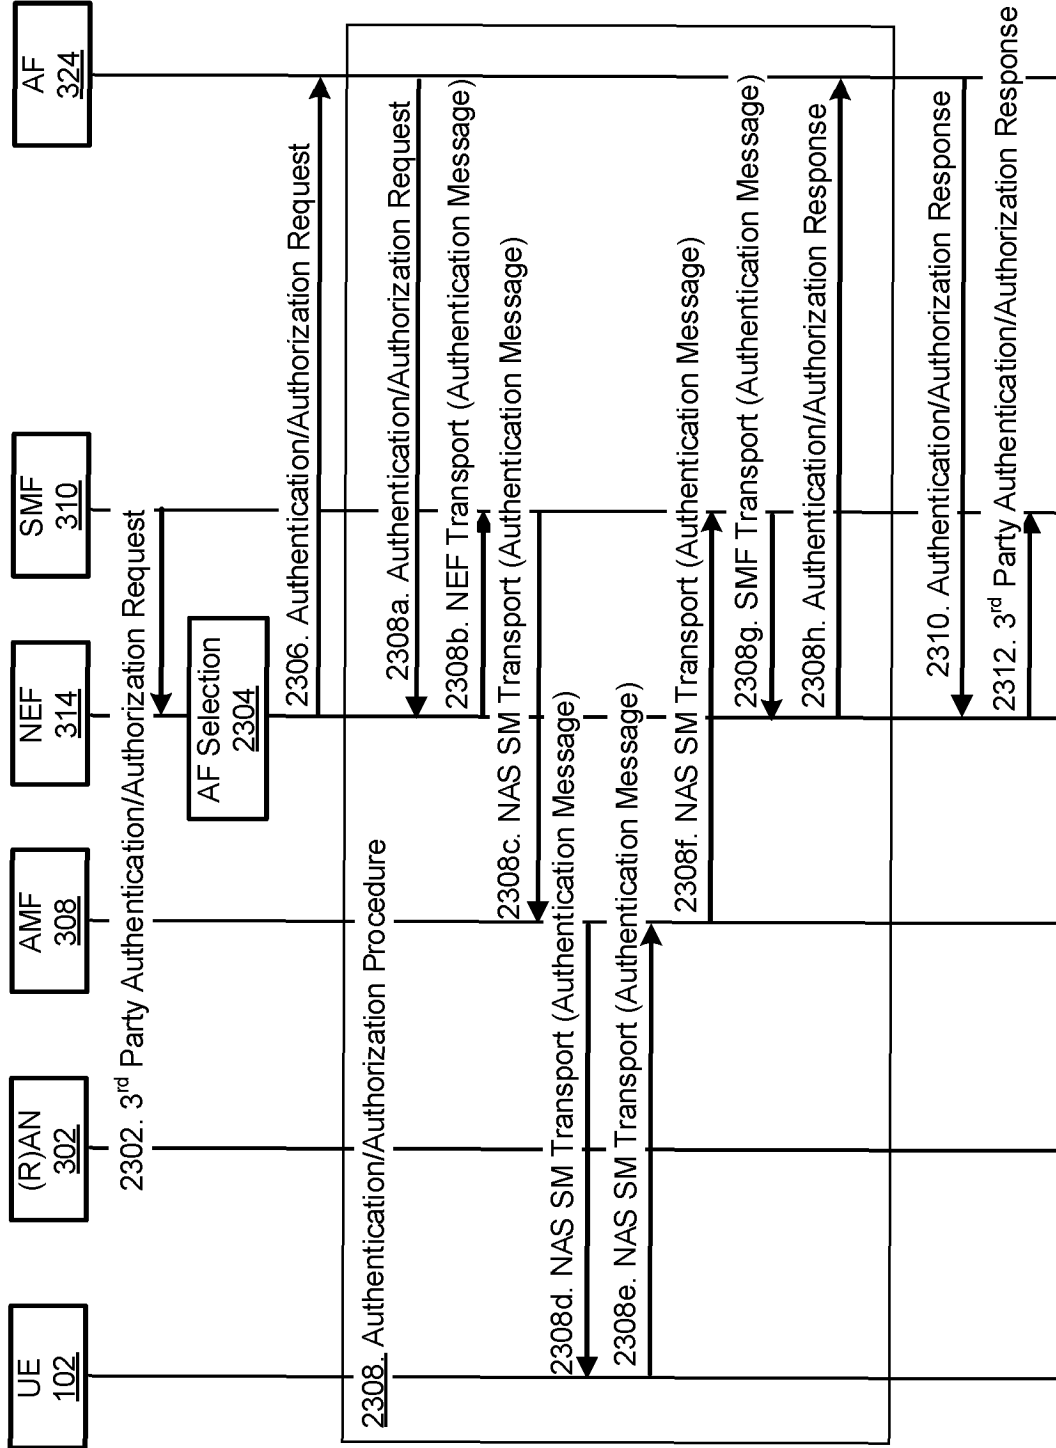 UE
102
(R)AN
302
AMF
308
NEF
314
SMF
310
AF
324
2302. 3rd Party Authentication/Authorization Request
AF Selection
2304
2306. Authentication/Authorization Request
2308. Authentication/Authorization Procedure
2308a. Authentication/Authorization Request
2308b. NEF Transport (Authentication Message)
2308c. NAS SM Transport (Authentication Message)
2308d. NAS SM Transport (Authentication Message)
2308e. NAS SM Transport (Authentication Message)
2308f. NAS SM Transport (Authentication Message)
2308g. SMF Transport (Authentication Message)
2308h. Authentication/Authorization Response
2310. Authentication/Authorization Response
2312. 3rd Party Authentication/Authorization Response